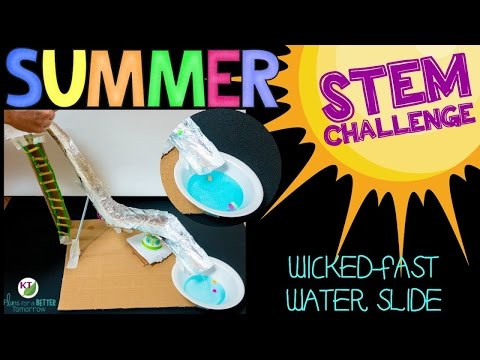 SUMMER
STEM
CHALLENGE
WICKED-FAST
WATER SLIDE
KT
Plans for a BETTER
Tomorrow